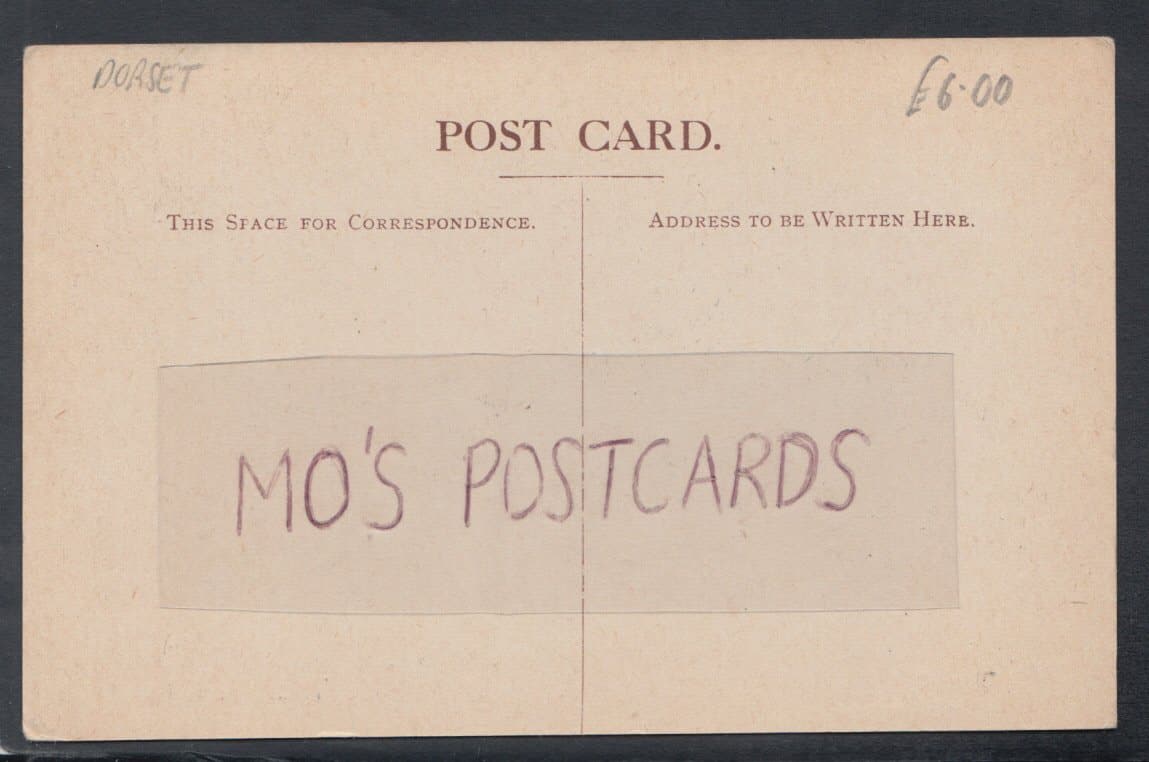 DORSET
£6.00
POST CARD.
THIS SPACE FOR CORRESPONDENCE.
ADDRESS TO BE WRITTEN HERE.
MO'S POSTCARDS